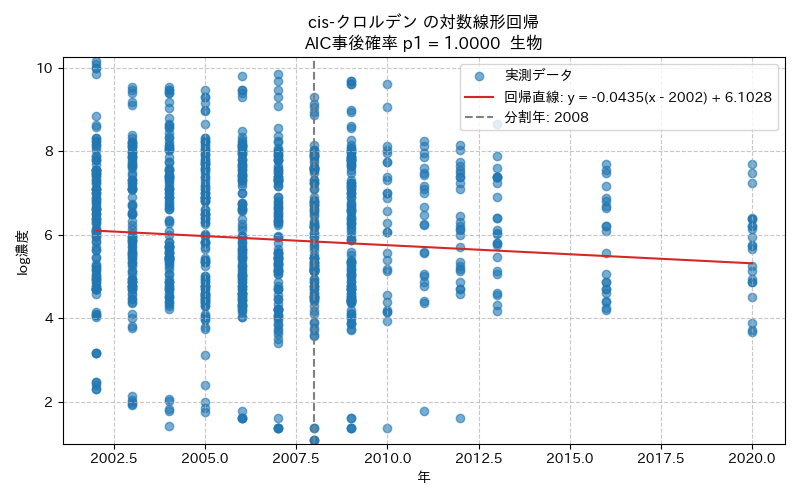 cis-クロルデン の対数線形回帰
AIC事後確率 p1 = 1.0000 生物
実測データ
回帰直線: y = -0.0435(x - 2002) + 6.1028
分割年: 2008
log濃度
10
8
6
4
2
2002.5 2005.0 2007.5 2010.0 2012.5 2015.0 2017.5 2020.0
年